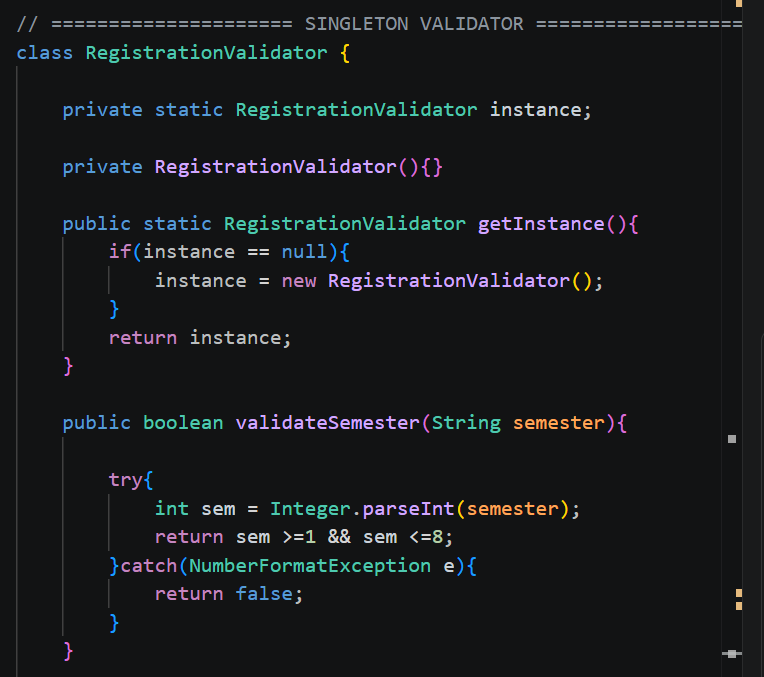 // ===================== SINGLETON VALIDATOR ==================
class RegistrationValidator {
private static RegistrationValidator instance;
private RegistrationValidator(){}
public static RegistrationValidator getInstance(){
if(instance == null){
instance = new RegistrationValidator();
}
return instance;
}
public boolean validateSemester(String semester){
try{
int sem = Integer.parseInt(semester);
return sem >=1 && sem <=8;
}catch(NumberFormatException e){
return false;
}
}